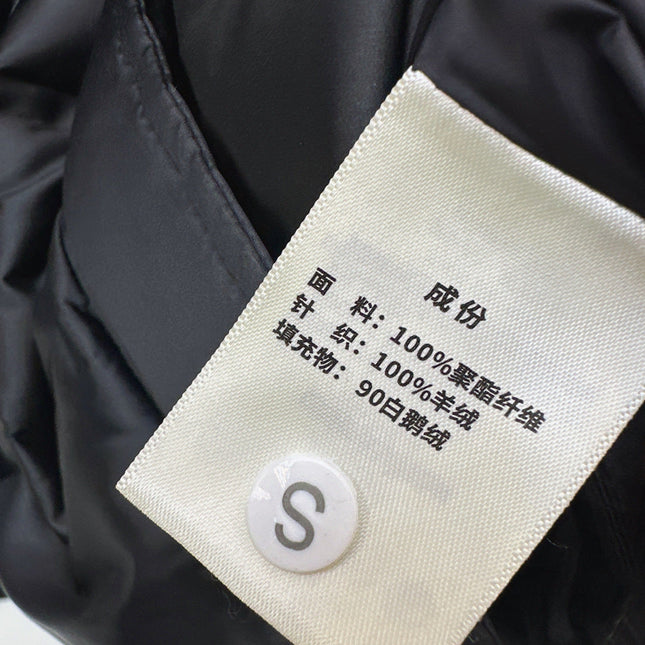 成份
面 料：100%聚酯纤维
针 织：100%羊绒
填充物：90白鹅绒
S